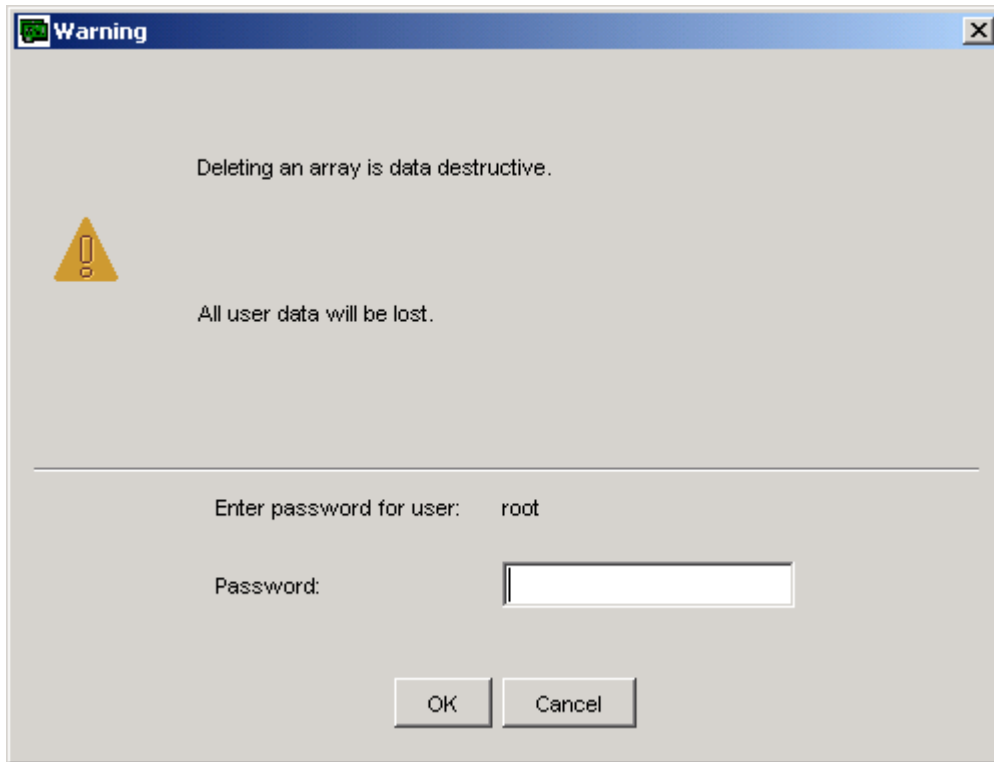 Warning
Deleting an array is data destructive.
All user data will be lost.
Enter password for user: root
Password:
OK Cancel